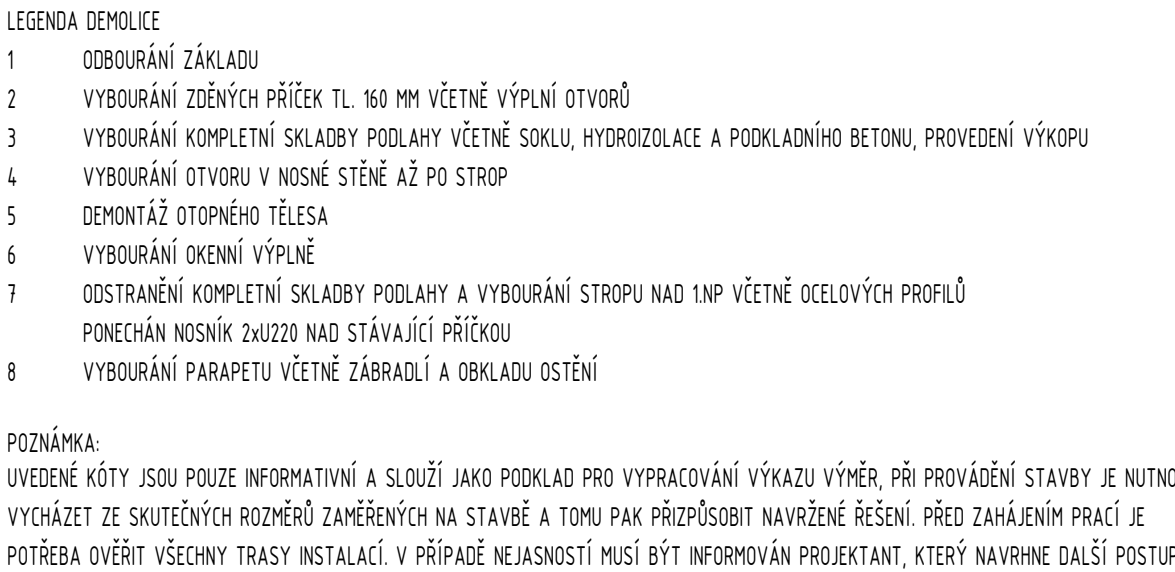 LEGENDA DEMOLICE
1 ODBOURÁNÍ ZÁKLADU
2 VYBOURÁNÍ ZDĚNÝCH PŘÍČEK TL. 160 MM VČETNĚ VÝPLNÍ OTVORŮ
3 VYBOURÁNÍ KOMPLETNÍ SKLADBY PODLAHY VČETNĚ SOKLU, HYDROIZOLACE A PODKLADNÍHO BETONU, PROVEDENÍ VÝKOPU
4 VYBOURÁNÍ OTVORU V NOSNÉ STĚNĚ AŽ PO STROP
5 DEMONTÁŽ OTOPNÉHO TĚLESA
6 VYBOURÁNÍ OKENNÍ VÝPLNĚ
7 ODSTRANĚNÍ KOMPLETNÍ SKLADBY PODLAHY A VYBOURÁNÍ STROPU NAD 1.NP VČETNĚ OCELOVÝCH PROFILŮ
PONECHÁN NOSNÍK 2xU220 NAD STÁVAJÍCÍ PŘÍČKOU
8 VYBOURÁNÍ PARAPETU VČETNĚ ZÁBRADLÍ A OBKLADU OSTĚNÍ
POZNÁMKA:
UVEDENÉ KÓTY JSOU POUZE INFORMATIVNÍ A SLOUŽÍ JAKO PODKLAD PRO VYPRACOVÁNÍ VÝKAZU VÝMĚR, PŘI PROVÁDĚNÍ STAVBY JE NUTNO
VYCHÁZET ZE SKUTEČNÝCH ROZMĚRŮ ZAMĚŘENÝCH NA STAVBĚ A TOMU PAK PŘIZPŮSOBIT NAVRŽENÉ ŘEŠENÍ. PŘED ZAHÁJENÍM PRACÍ JE
POTŘEBA OVĚŘIT VŠECHNY TRASY INSTALACÍ. V PŘÍPADĚ NEJASNOSTÍ MUSÍ BÝT INFORMOVÁN PROJEKTANT, KTERÝ NAVRHNE DALŠÍ POSTUP